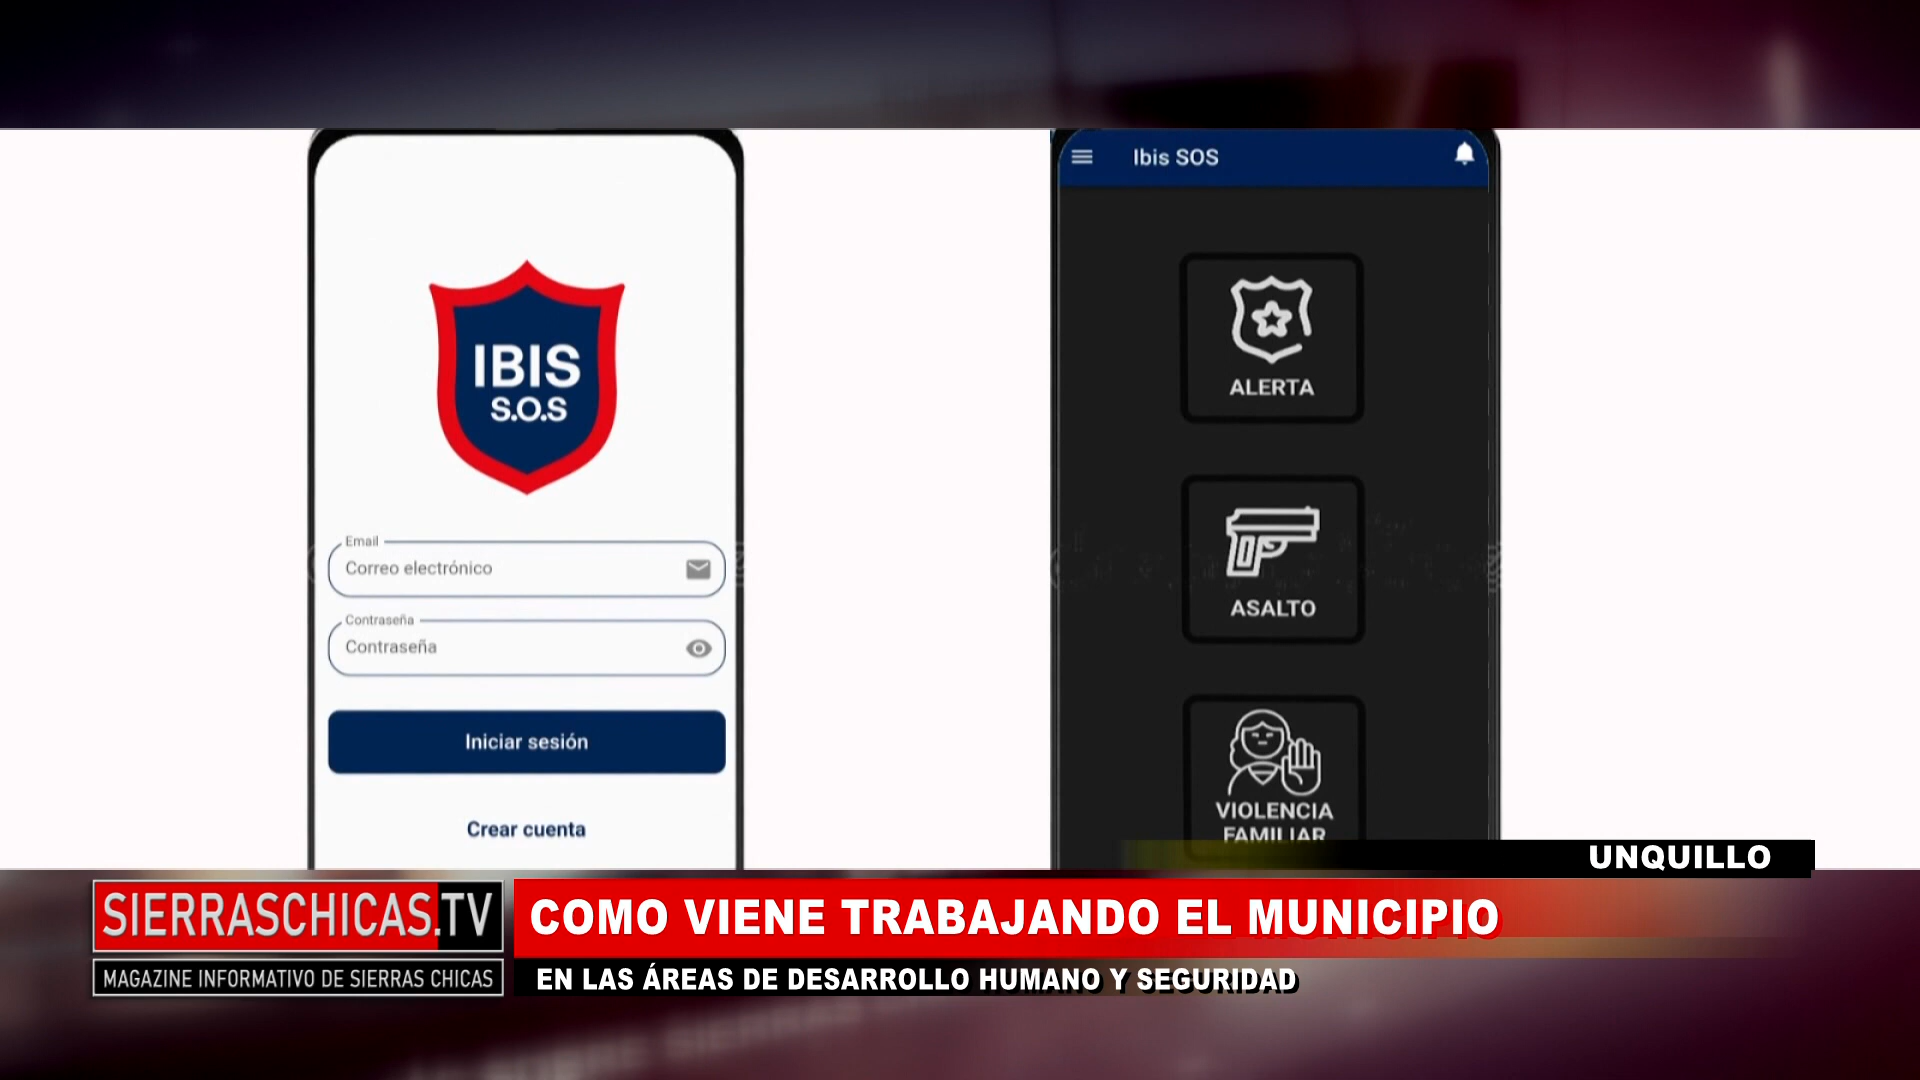 IBIS
S.O.S
Email
Correo electrónico
Contraseña
Contraseña
Iniciar sesión
Crear cuenta
Ibis SOS
ALERTA
ASALTO
VIOLENCIA
FAMILIAR
UNQUILLO
SIERRASCHICAS.TV
MAGAZINE INFORMATIVO DE SIERRAS CHICAS
COMO VIENE TRABAJANDO EL MUNICIPIO
EN LAS ÁREAS DE DESARROLLO HUMANO Y SEGURIDAD